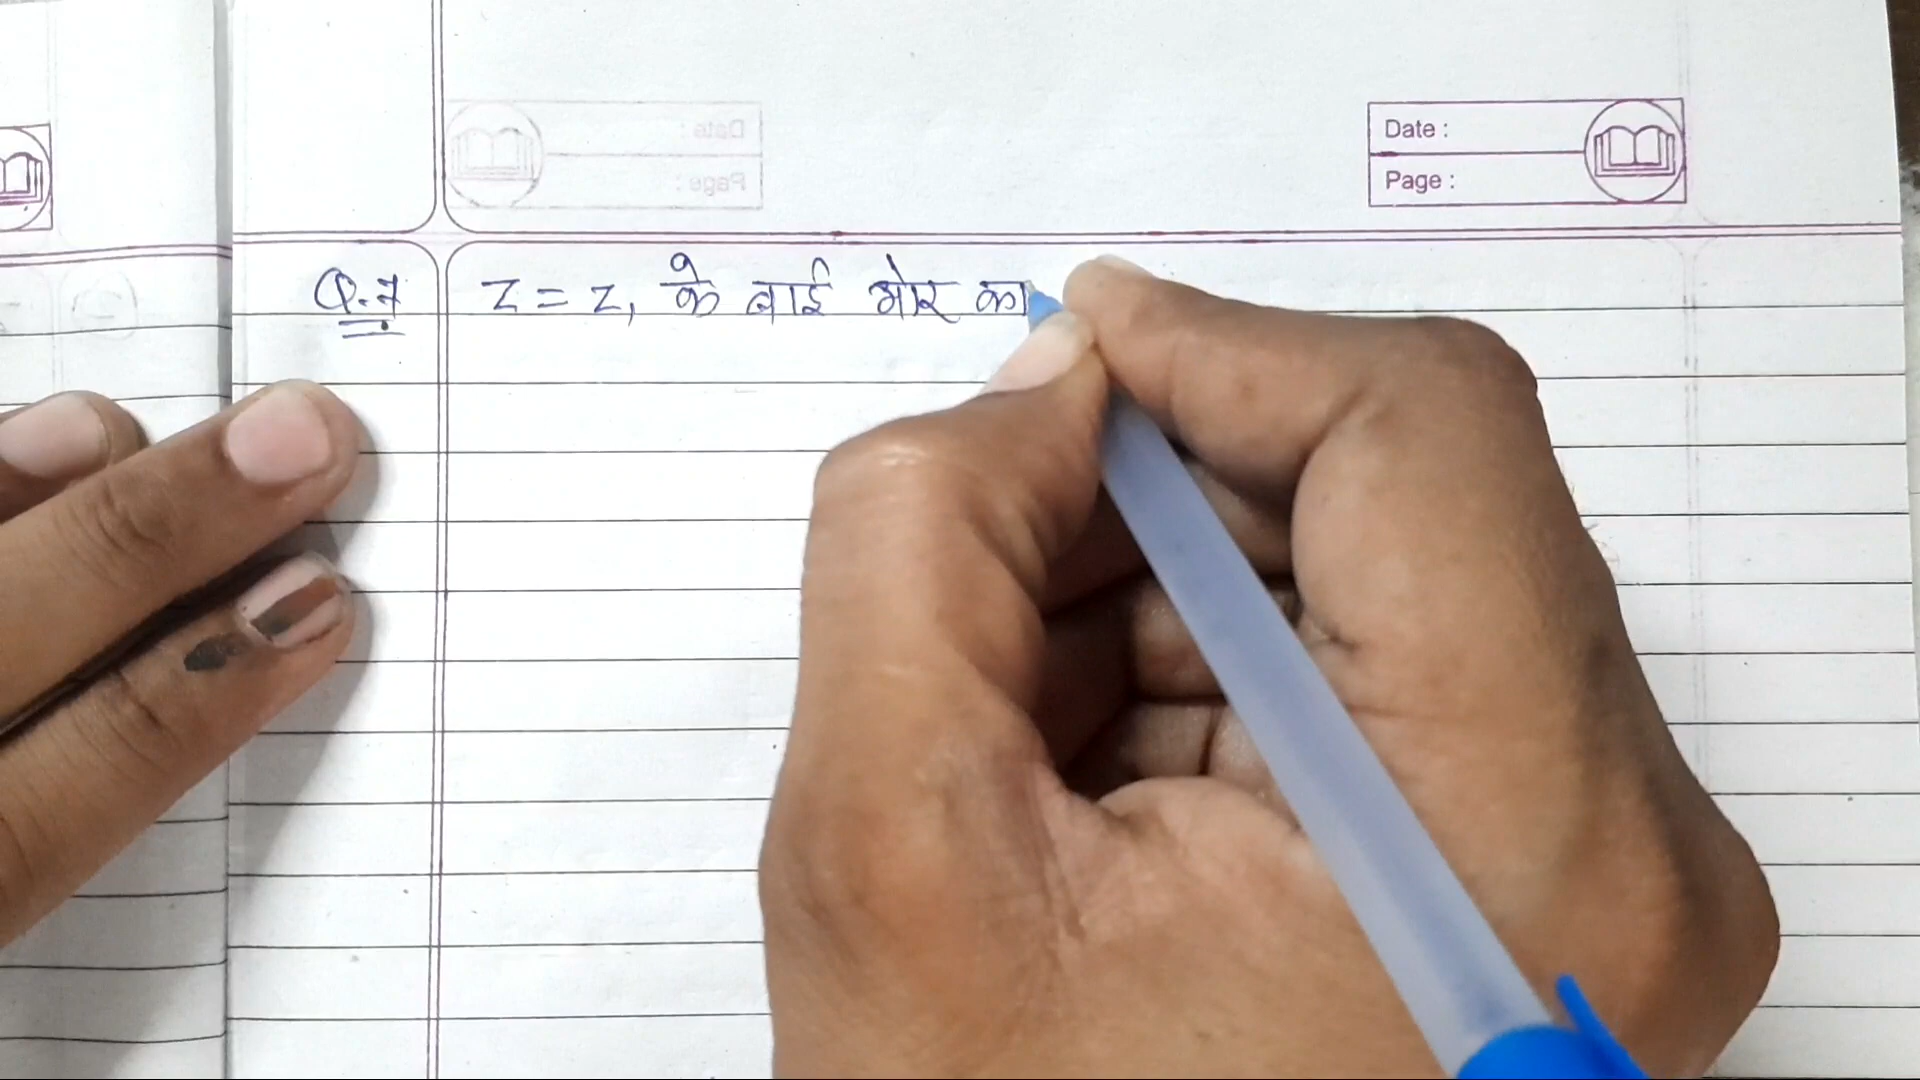 Date :
Page :
Q.7 z = z, के बाई ओर का